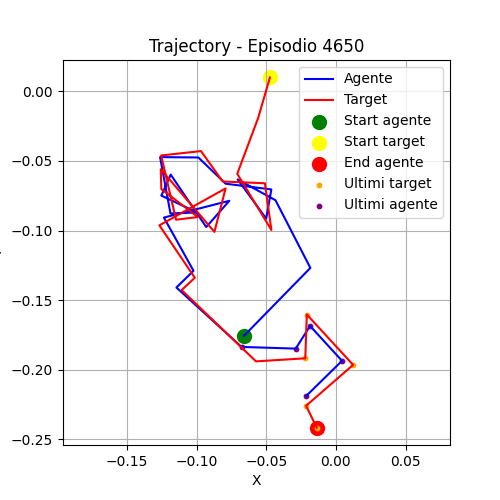 Trajectory - Episodio 4650
Agente
Target
Start agente
Start target
End agente
Ultimi target
Ultimi agente
0.00
−0.05
−0.10
−0.15
−0.20
−0.25
−0.15
−0.10
−0.05
0.00
0.05
X